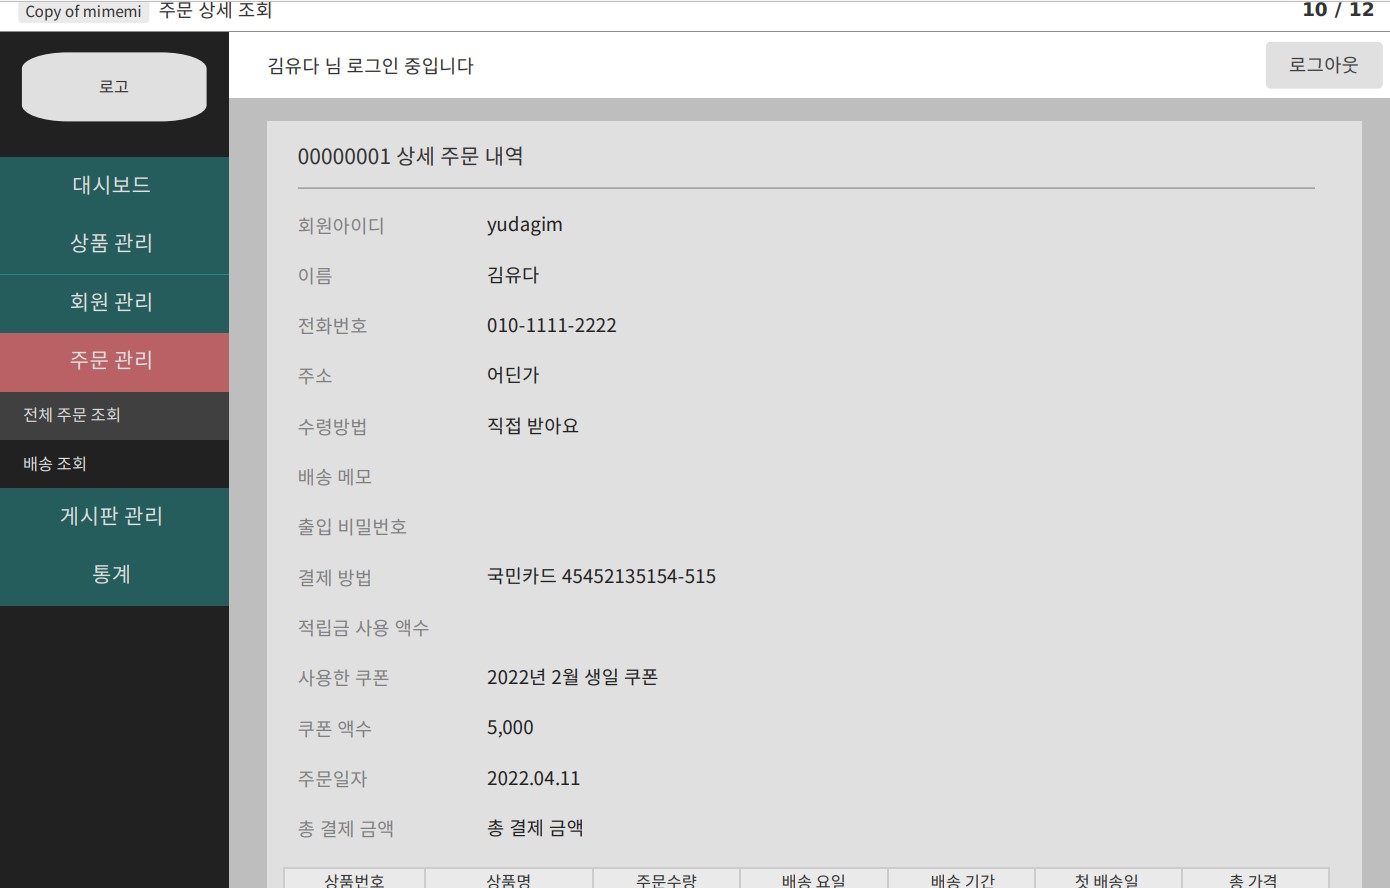 Copy of mimemi 주문 상세 조회 10 / 12
로고
김유다 님 로그인 중입니다 로그아웃
대시보드
상품 관리
회원 관리
주문 관리
전체 주문 조회
배송 조회
게시판 관리
통계
00000001 상세 주문 내역
회원아이디 yudagim
이름 김유다
전화번호 010-1111-2222
주소 어딘가
수령방법 직접 받아요
배송 메모
출입 비밀번호
결제 방법 국민카드 45452135154-515
적립금 사용 액수
사용한 쿠폰 2022년 2월 생일 쿠폰
쿠폰 액수 5,000
주문일자 2022.04.11
총 결제 금액 총 결제 금액
상품번호 상품명 주문수량 배송 요일 배송 기간 첫 배송일 총 가격